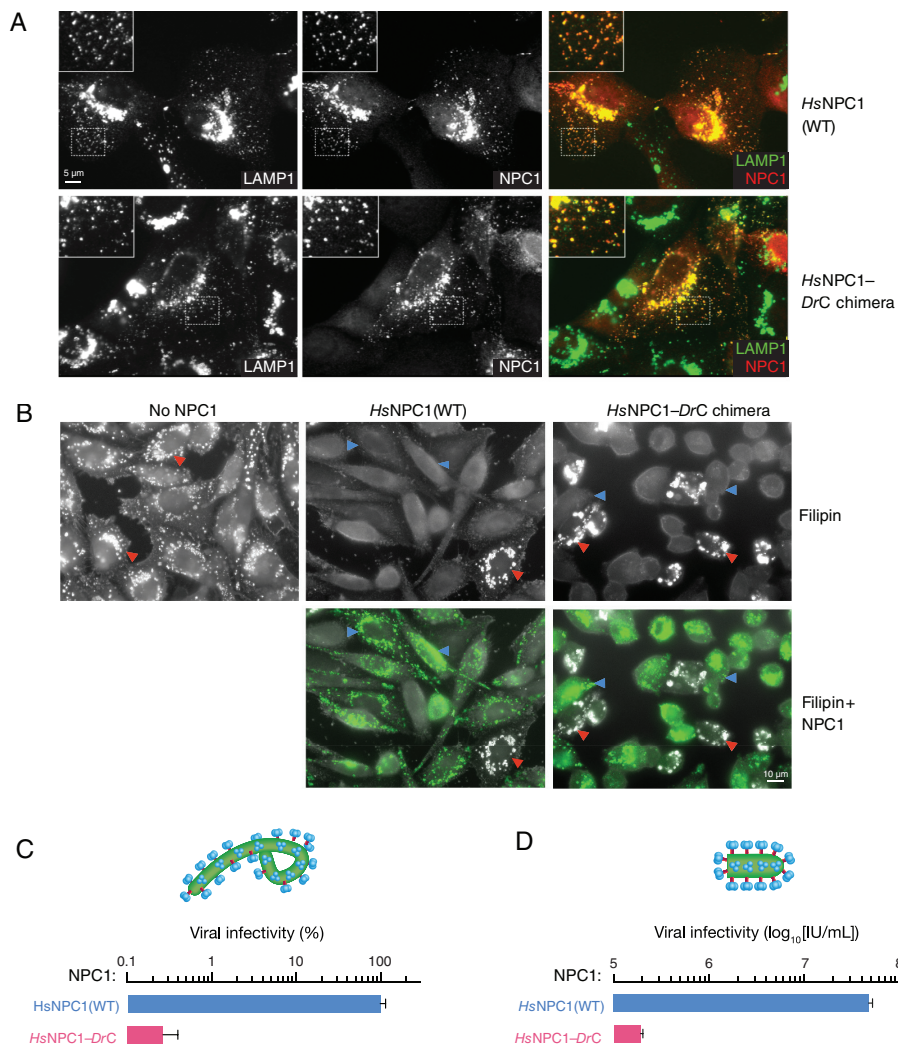 A
LAMP1
5 µm
NPC1
LAMP1
NPC1
HsNPC1
(WT)
LAMP1
NPC1
LAMP1
NPC1
HsNPC1–
DrC chimera
B
No NPC1
HsNPC1(WT)
HsNPC1–DrC chimera
Filipin
Filipin+
NPC1
10 µm
C
Viral infectivity (%)
NPC1:
0.1 1 10 100
HsNPC1(WT)
HsNPC1–DrC
D
Viral infectivity (log10[IU/mL])
NPC1:
5 6 7 8
HsNPC1(WT)
HsNPC1–DrC